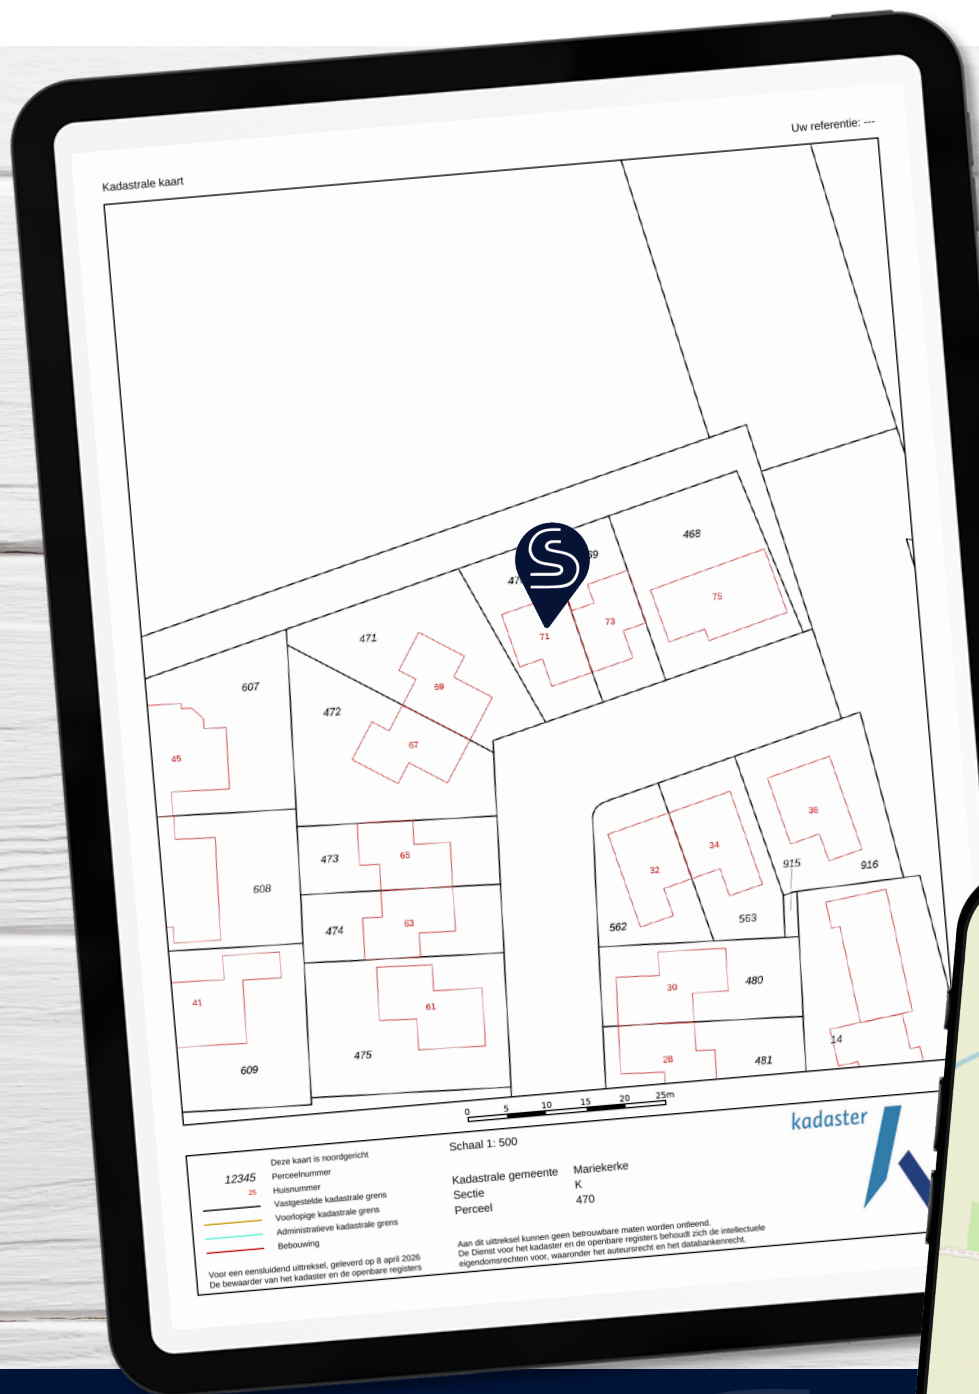 Uw referentie: ---
Kadastrale kaart
468
69
47
75
73
71
471
607
69
472
67
45
36
34
915
916
32
473
65
608
562
563
474
63
480
30
41
61
14
475
481
28
609
0 5 10 15 20 25m
Schaal 1: 500
kadaster
Deze kaart is noordgericht
12345 Perceelnummer
25 Huisnummer
Vastgestelde kadastrale grens
Voorlopige kadastrale grens
Administratieve kadastrale grens
Bebouwing
Kadastrale gemeente Mariekerke
Sectie K
Perceel 470
Voor een eensluidend uittreksel, geleverd op 8 april 2026
De bewaarder van het kadaster en de openbare registers
Aan dit uittreksel kunnen geen betrouwbare maten worden ontleend.
De Dienst voor het kadaster en de openbare registers behoudt zich de intellectuele
eigendomsrechten voor, waaronder het auteursrecht en het databankenrecht.